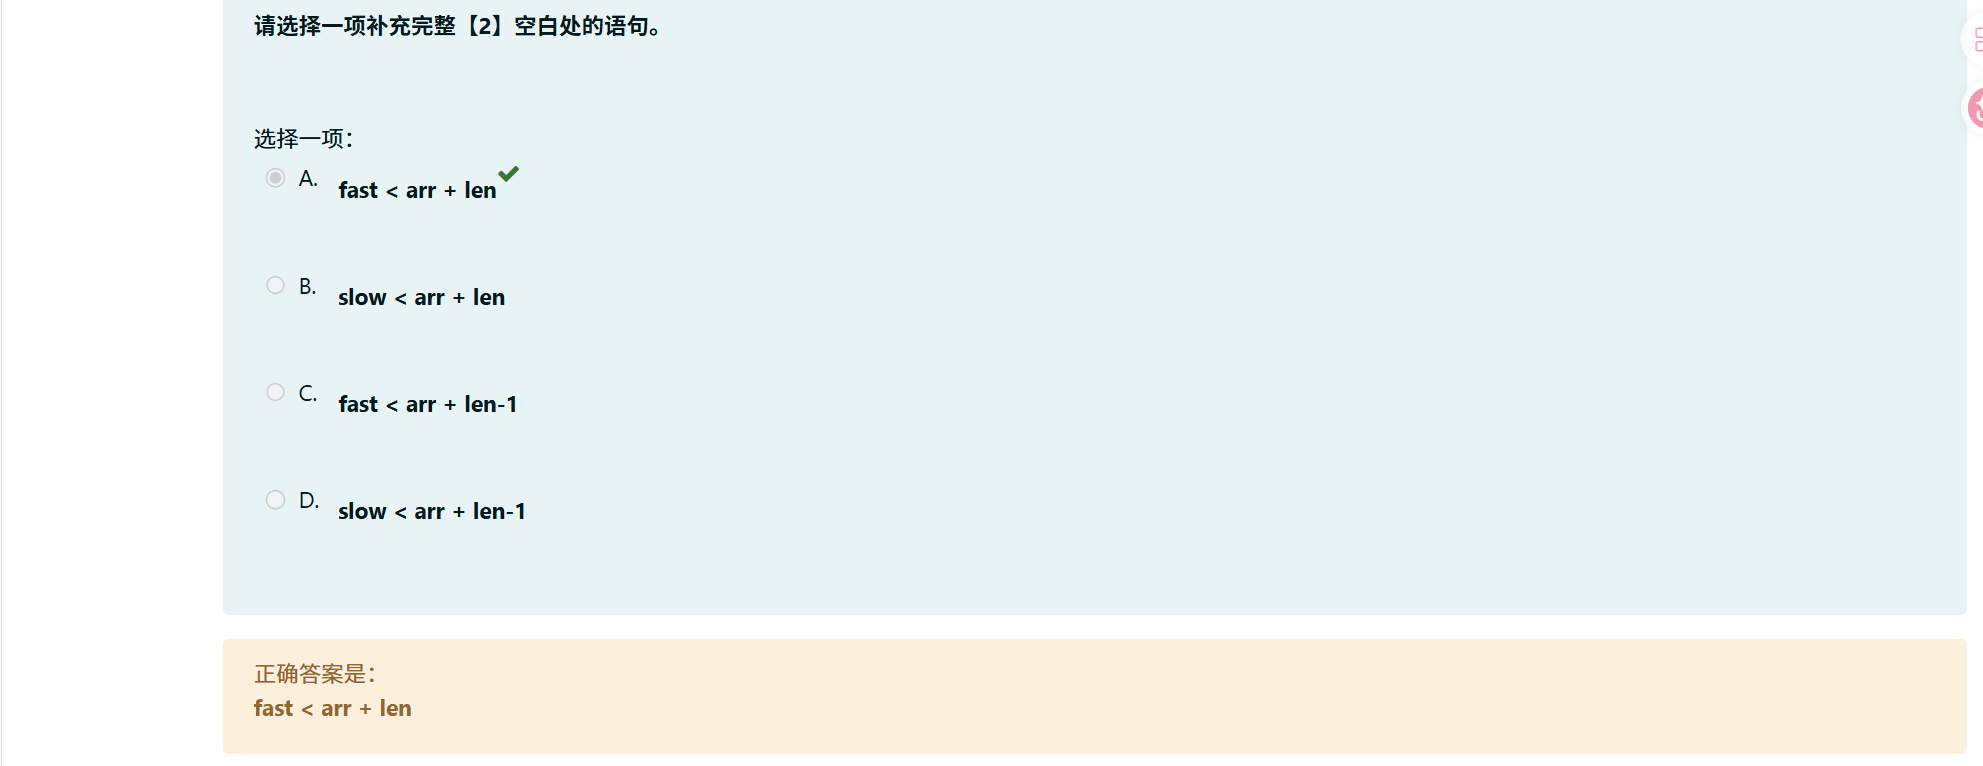 请选择一项补充完整【2】空白处的语句。
选择一项：
A. fast < arr + len
B. slow < arr + len
C. fast < arr + len-1
D. slow < arr + len-1
正确答案是：
fast < arr + len